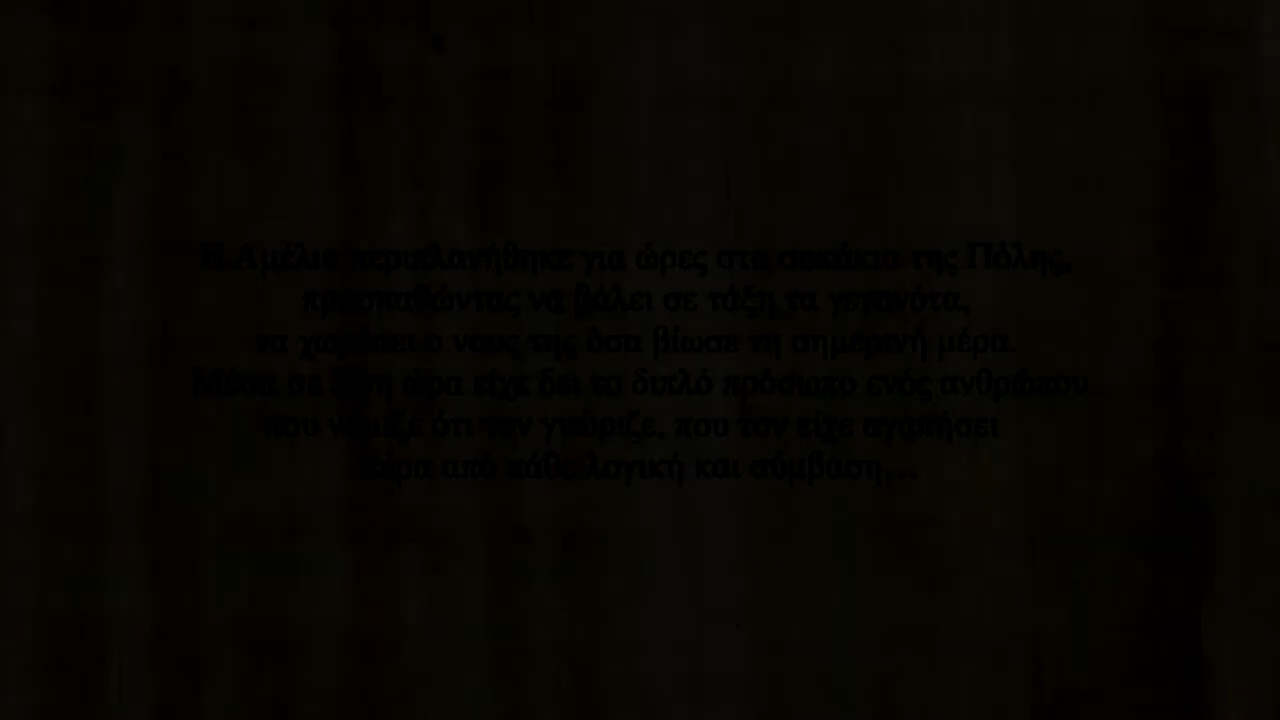 Η Αμέλια περιπλανήθηκε για ώρες στα σοκάκια της Πόλης,
προσπαθώντας να βάλει σε τάξη τα γεγονότα,
να χωρέσει ο νους της όσα βίωσε τη σημερινή μέρα.
Μέσα σε λίγη ώρα είχε δει το διπλό πρόσωπο ενός ανθρώπου
που νόμιζε ότι τον γνώριζε, που τον είχε αγαπήσει
πέρα από κάθε λογική και σύμβαση...